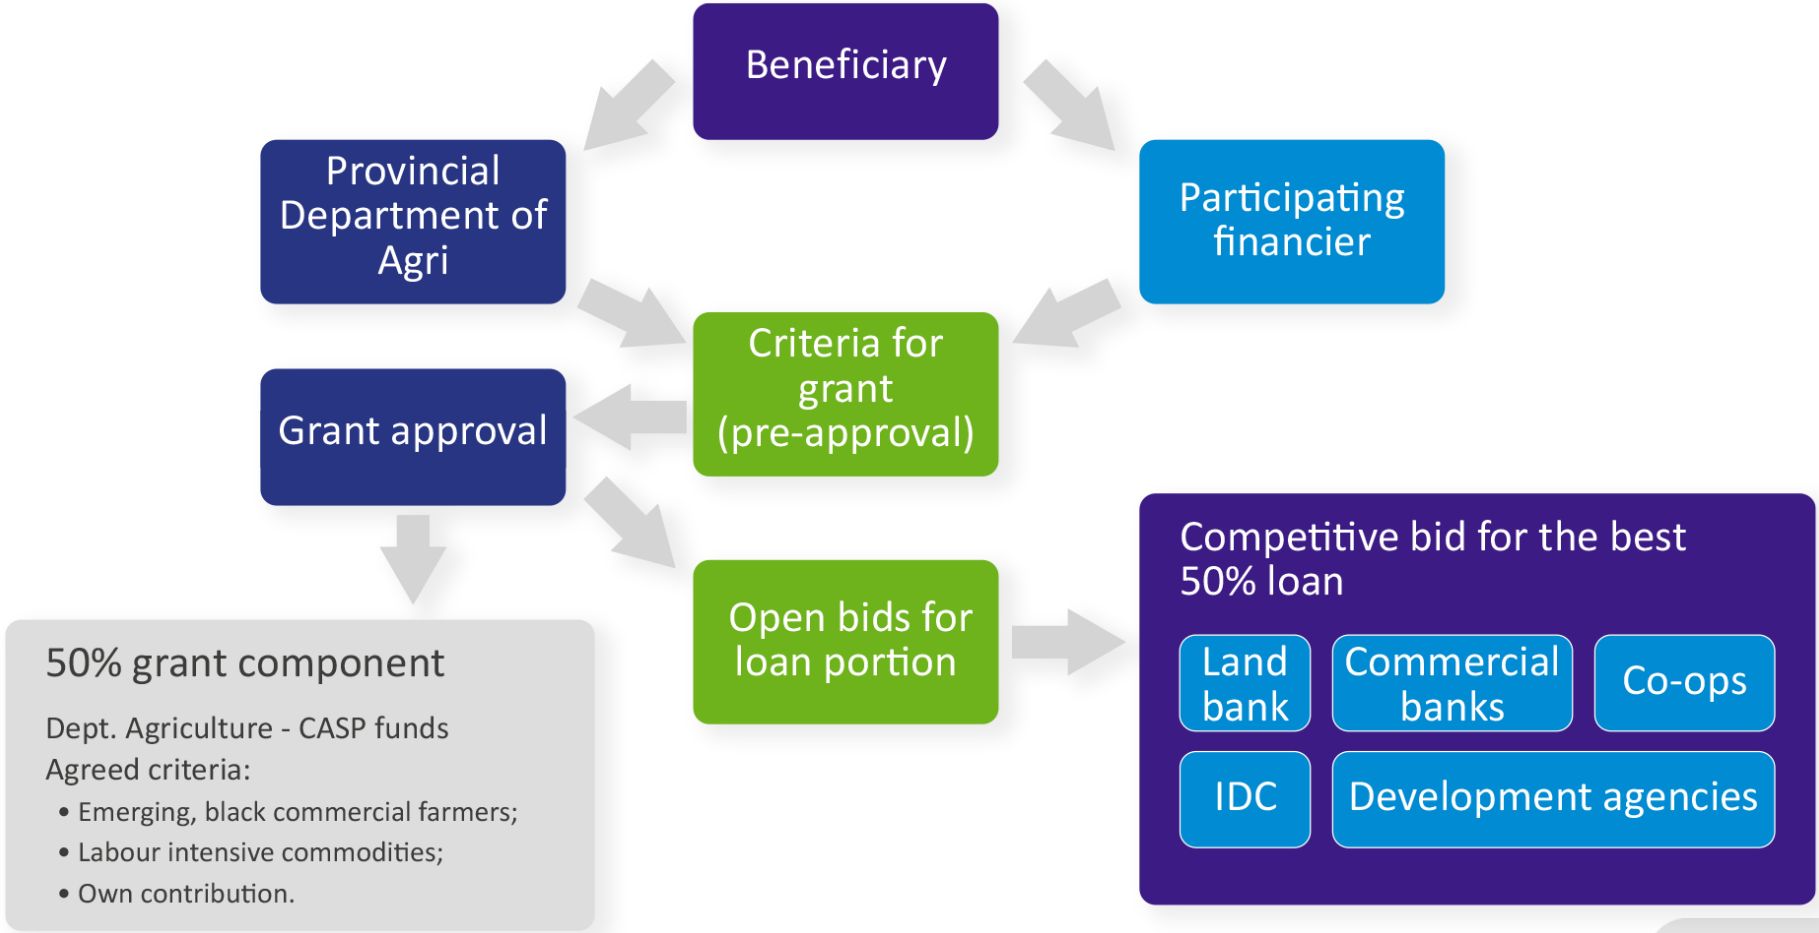 Beneficiary
Provincial
Department of
Agri
Participating
financier
Criteria for
grant
(pre-approval)
Grant approval
Open bids for
loan portion
50% grant component
Dept. Agriculture - CASP funds
Agreed criteria:
• Emerging, black commercial farmers;
• Labour intensive commodities;
• Own contribution.
Competitive bid for the best
50% loan
Land
bank
Commercial
banks
Co-ops
IDC
Development agencies